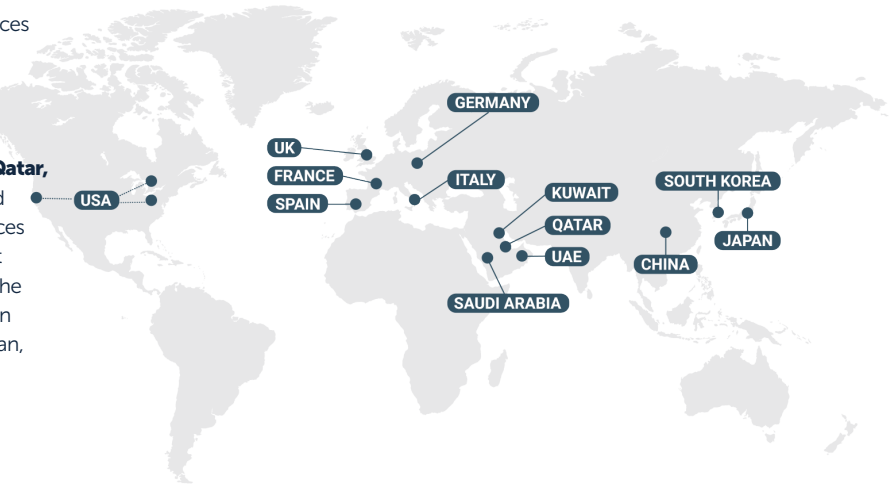 ces
Qatar,
d
ces
t
he
n
an,
GERMANY
UK
FRANCE
SPAIN
ITALY
USA
KUWAIT
QATAR
UAE
SAUDI ARABIA
SOUTH KOREA
JAPAN
CHINA